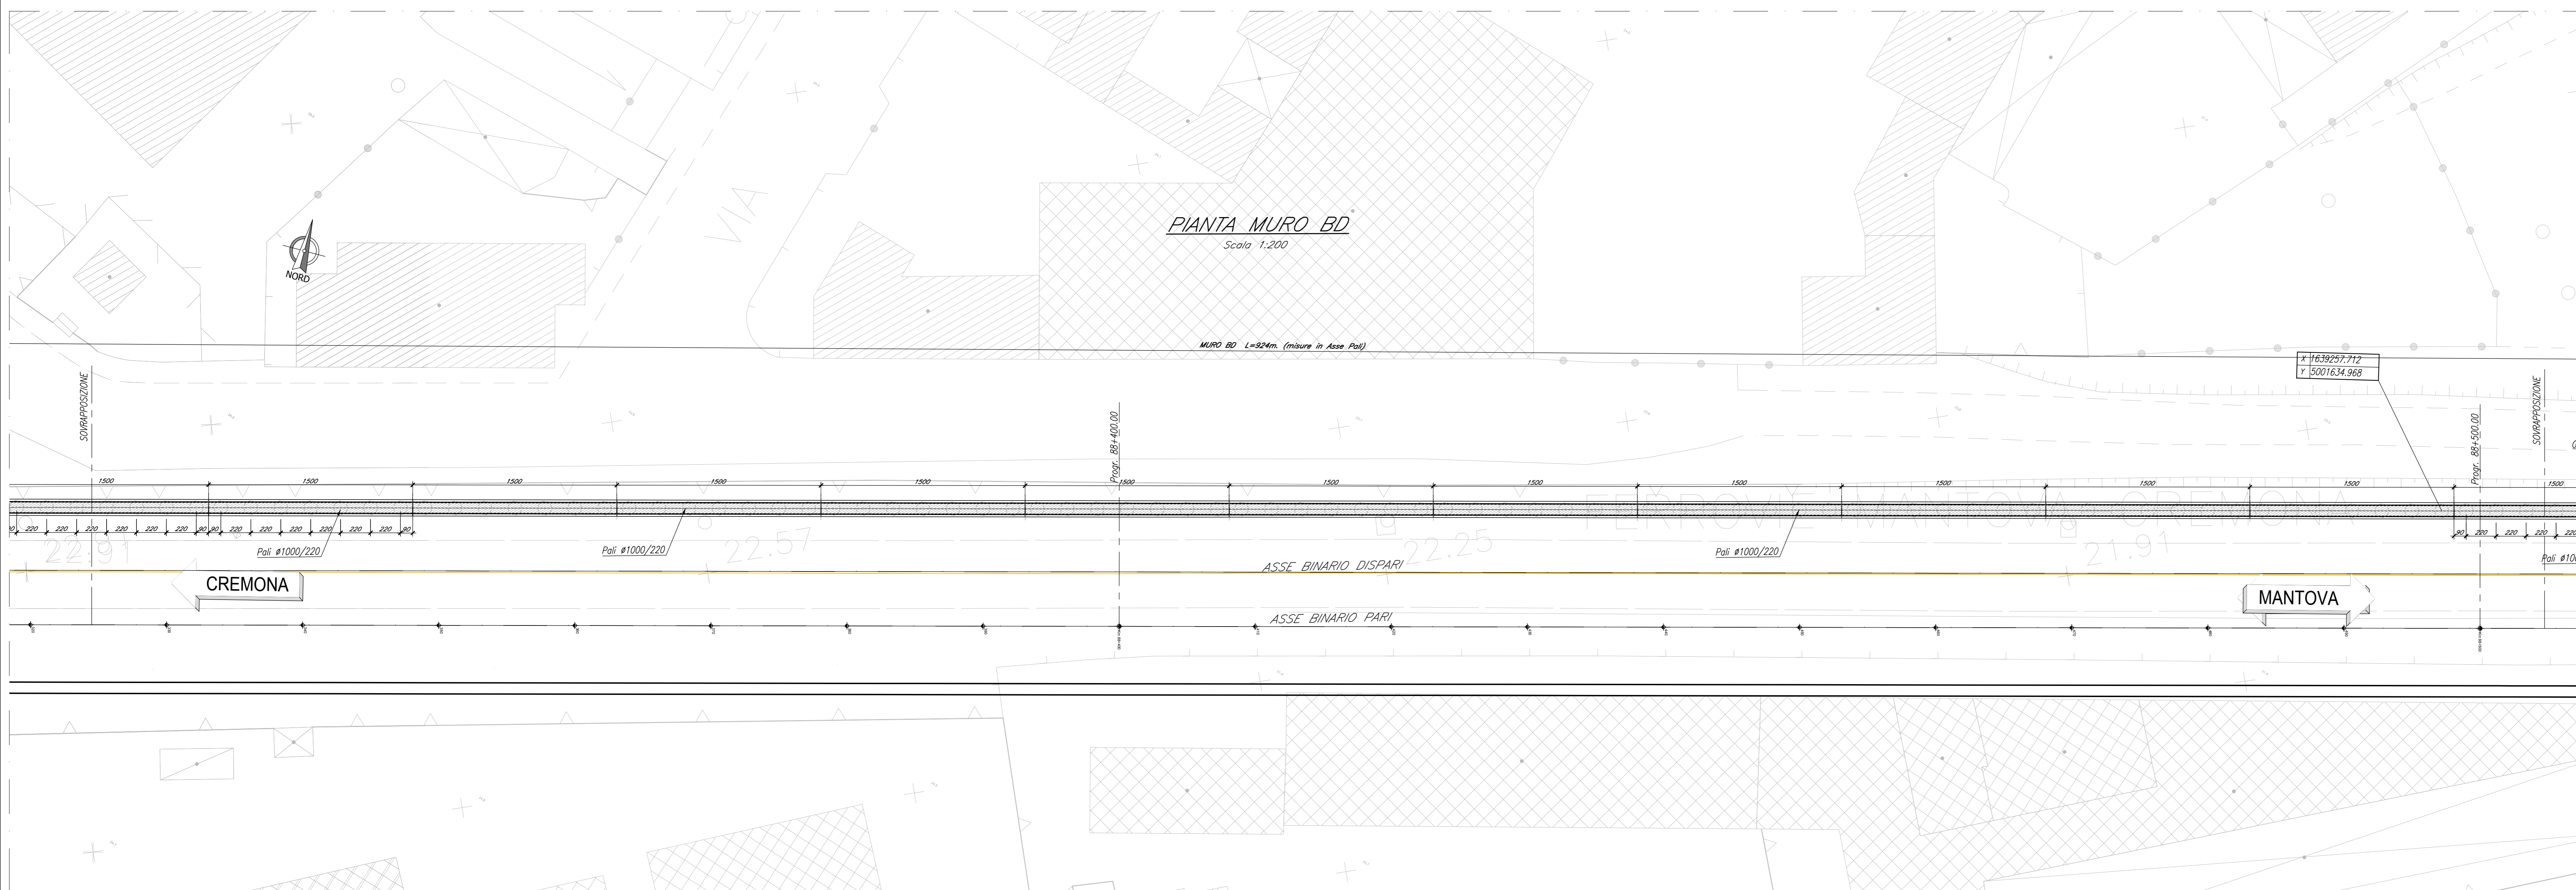 VIA
NORD
PIANTA MURO BD
Scala 1:200
MURO BD L=924m. (misure in Asse Pali)
X 1639257.712
Y 5001634.968
SOVRAPPOSIZIONE
Progr. 88+400.00
Progr. 88+500.00
SOVRAPPOSIZIONE
1500 1500 1500 1500 1500 1500 1500 1500 1500 1500 1500 1500 1500
FERROVIE MANTOVA CREMONA
220 220 220 220 220 220 90 90 220 220 220 220 220 220 90
90 220 220 220
22.91
22.57
22.25
21.91
Pali ø1000/220
Pali ø1000/220
Pali ø1000/220
ASSE BINARIO DISPARI
CREMONA
MANTOVA
ASSE BINARIO PARI